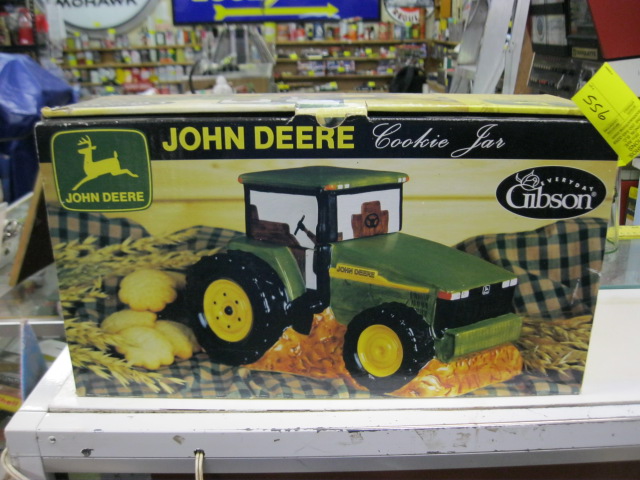 MOHAWK
556
JOHN DEERE Cookie Jar
JOHN DEERE
EVERYDAY
Gibson
JOHN DEERE